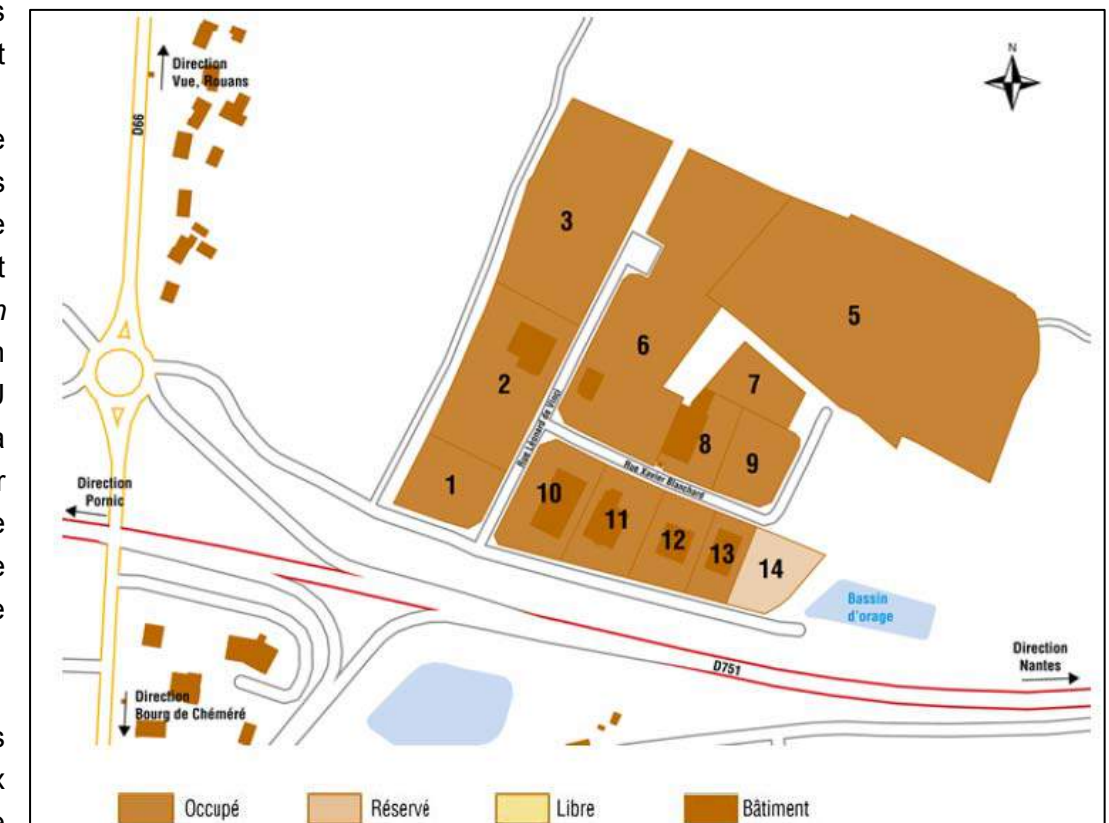 s
t
e
s
e
t
n
n
U
a
r
e
e
e
s
x
e
N
Direction
Vue, Rouans
D66
3
5
6
2
7
8
9
Rue Léonard de Vinci
Rue Xavier Blanchard
1
10
11
12
13
14
Direction
Pornic
Bassin
d'orage
Direction
Nantes
D751
Direction
Bourg de Chéméré
Occupé
Réservé
Libre
Bâtiment